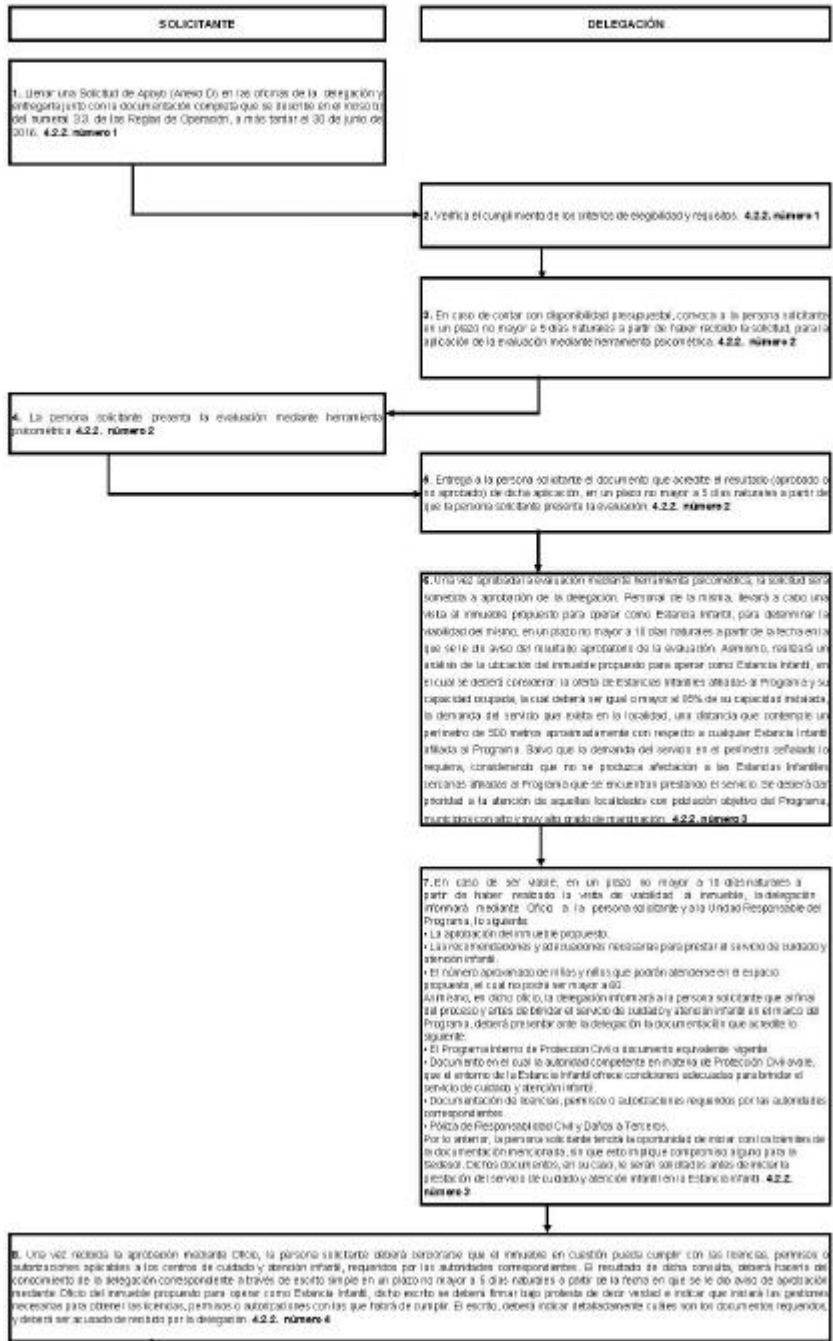 SOLICITANTE
DELEGACIÓN
1. Llenar una Solicitud de Apoyo (Anexo D) en las oficinas de la delegación y
entregarla junto con la documentación completa que se describe en el inciso b)
del numeral 3.3. de las Reglas de Operación, a más tardar el 30 de junio de
2016. 4.2.2. número 1
2. Verifica el cumplimiento de los criterios de elegibilidad y requisitos. 4.2.2. número 1
3. En caso de contar con disponibilidad presupuestal, convoca a la persona solicitante
en un plazo no mayor a 5 días naturales a partir de haber recibido la solicitud, para la
aplicación de la evaluación mediante herramienta psicométrica. 4.2.2. número 2
4. La persona solicitante presenta la evaluación mediante herramienta
psicométrica 4.2.2. número 2
5. Entrega a la persona solicitante el documento que acredite el resultado (aprobado o
no aprobado) de dicha aplicación, en un plazo no mayor a 5 días naturales a partir de
que la persona solicitante presente la evaluación. 4.2.2. número 2
6. Una vez aprobada la evaluación mediante herramienta psicométrica, la solicitud será
sometida a aprobación de la delegación. Personal de la misma, llevará a cabo una
visita al inmueble propuesto para operar como Estancia Infantil, para determinar la
viabilidad del mismo, en un plazo no mayor a 10 días naturales a partir de la fecha en la
que se le dio aviso del resultado aprobatorio de la evaluación. Asimismo, realizará un
análisis de la ubicación del inmueble propuesto para operar como Estancia Infantil, en
el cual se deberá considerar: la oferta de Estancias Infantiles afiliadas al Programa y su
capacidad ocupada, la cual deberá ser igual o mayor al 85% de su capacidad instalada,
la demanda del servicio que exista en la localidad, una distancia que contemple un
perímetro de 500 metros aproximadamente con respecto a cualquier Estancia Infantil
afiliada al Programa. Salvo que la demanda del servicio en el perímetro señalado lo
requiera, considerando que no se produzca afectación a las Estancias Infantiles
cercanas afiliadas al Programa que se encuentran prestando el servicio. Se deberá dar
prioridad a la atención de aquellas localidades con población objetivo del Programa,
municipios con alto y muy alto grado de marginación. 4.2.2. número 3
7. En caso de ser viable, en un plazo no mayor a 10 días naturales a
partir de haber realizado la visita de viabilidad al inmueble, la delegación
informará mediante Oficio a la persona solicitante y a la Unidad Responsable del
Programa, lo siguiente:
• La aprobación del inmueble propuesto.
• Las recomendaciones y adecuaciones necesarias para prestar el servicio de cuidado y
atención infantil.
• El número aproximado de niñas y niños que podrán atenderse en el espacio
propuesto, el cual no podrá ser mayor a 60.
Asimismo, en dicho oficio, la delegación informará a la persona solicitante que al final
del proceso y antes de brindar el servicio de cuidado y atención infantil en el marco del
Programa, deberá presentar ante la delegación la documentación que acredite lo
siguiente:
• El Programa Interno de Protección Civil o documento equivalente vigente
• Documento en el cual la autoridad competente en materia de Protección Civil avale,
que el entorno de la Estancia Infantil ofrece condiciones adecuadas para brindar el
servicio de cuidado y atención infantil.
• Documentación de licencias, permisos o autorizaciones requeridos por las autoridades
correspondientes.
• Póliza de Responsabilidad Civil y Daños a Terceros.
Por lo anterior, la persona solicitante tendrá la oportunidad de iniciar con los trámites de
la documentación mencionada, sin que esto implique compromiso alguno para la
Sedesol. Dichos documentos, en su caso, le serán solicitados antes de iniciar la
prestación del servicio de cuidado y atención infantil en la Estancia Infantil. 4.2.2.
número 3
8. Una vez recibida la aprobación mediante Oficio, la persona solicitante deberá cerciorarse que el inmueble en cuestión pueda cumplir con las licencias, permisos o
autorizaciones aplicables a los centros de cuidado y atención infantil, requeridos por las autoridades correspondientes. El resultado de dicha consulta, deberá hacerlo del
conocimiento de la delegación correspondiente a través de escrito simple en un plazo no mayor a 5 días naturales a partir de la fecha en que se le dio aviso de aprobación
mediante Oficio del inmueble propuesto para operar como Estancia Infantil, dicho escrito se deberá firmar bajo protesta de decir verdad e indicar que iniciará las gestiones
necesarias para obtener las licencias, permisos o autorizaciones con las que habrá de cumplir. El escrito, deberá indicar detalladamente cuáles son los documentos requeridos,
y deberá ser acusado de recibido por la delegación. 4.2.2. número 4